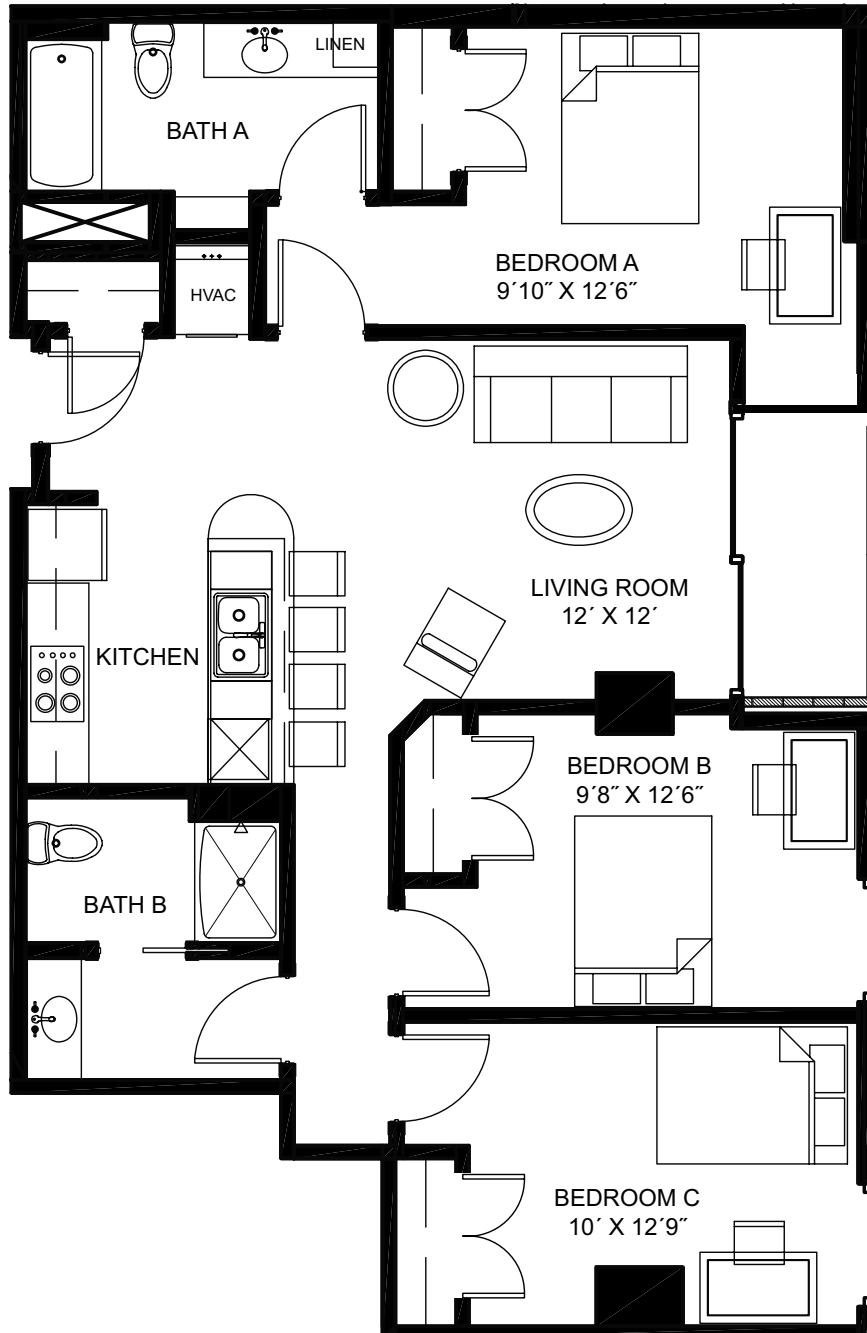 LINEN
BATH A
BEDROOM A
9´10˝ X 12´6˝
HVAC
LIVING ROOM
12´ X 12´
KITCHEN
BEDROOM B
9´8˝ X 12´6˝
BATH B
BEDROOM C
10´ X 12´9˝